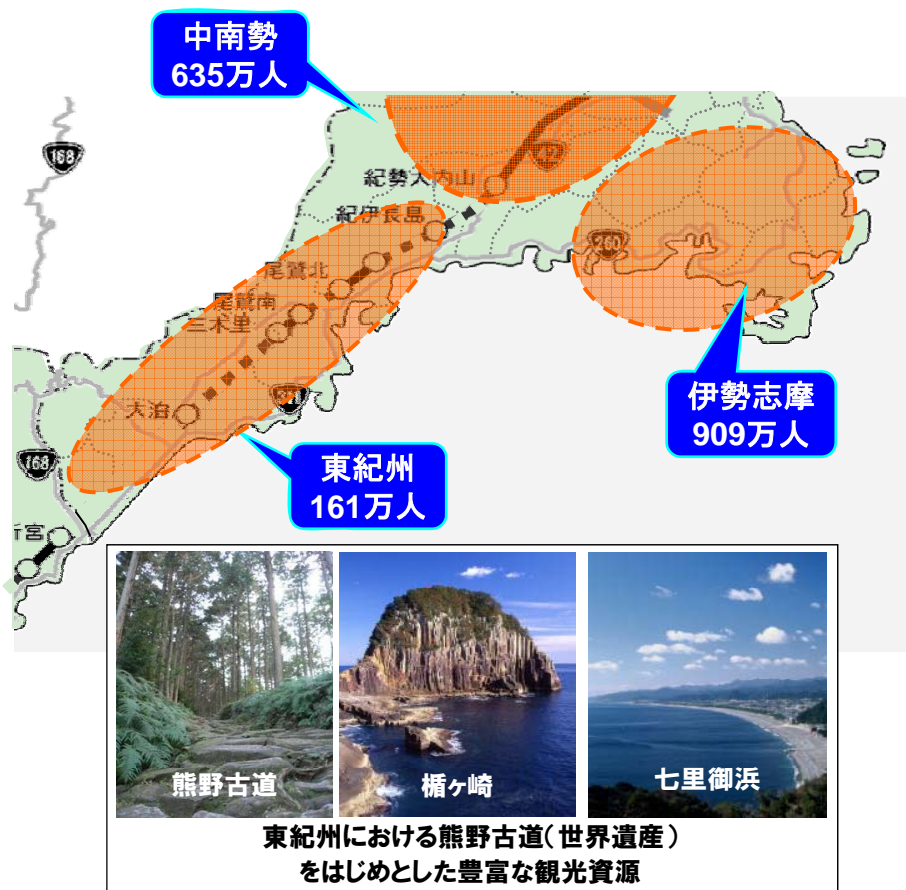 中南勢
635万人
168
42
紀勢大内山
紀伊長島
260
尾鷲北
尾鷲南
三木里
大泊
伊勢志摩
909万人
168
東紀州
161万人
新宮
熊野古道
楯ヶ崎
七里御浜
東紀州における熊野古道(世界遺産)
をはじめとした豊富な観光資源